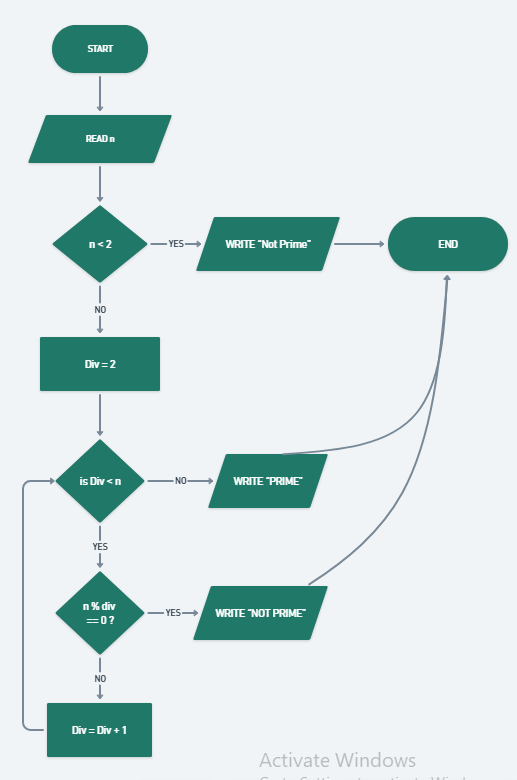 START
READ n
n < 2
YES
WRITE "Not Prime"
END
NO
Div = 2
is Div < n
NO
WRITE "PRIME"
YES
n % div
== 0 ?
YES
WRITE "NOT PRIME"
NO
Div = Div + 1
Activate Windows